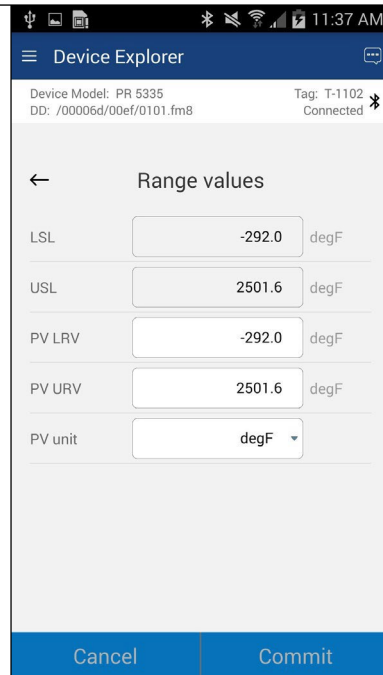 11:37 AM
Device Explorer
Device Model: PR 5335 Tag: T-1102
DD: /00006d/00ef/0101.fm8 Connected
Range values
LSL -292.0 degF
USL 2501.6 degF
PV LRV -292.0 degF
PV URV 2501.6 degF
PV unit degF
Cancel Commit